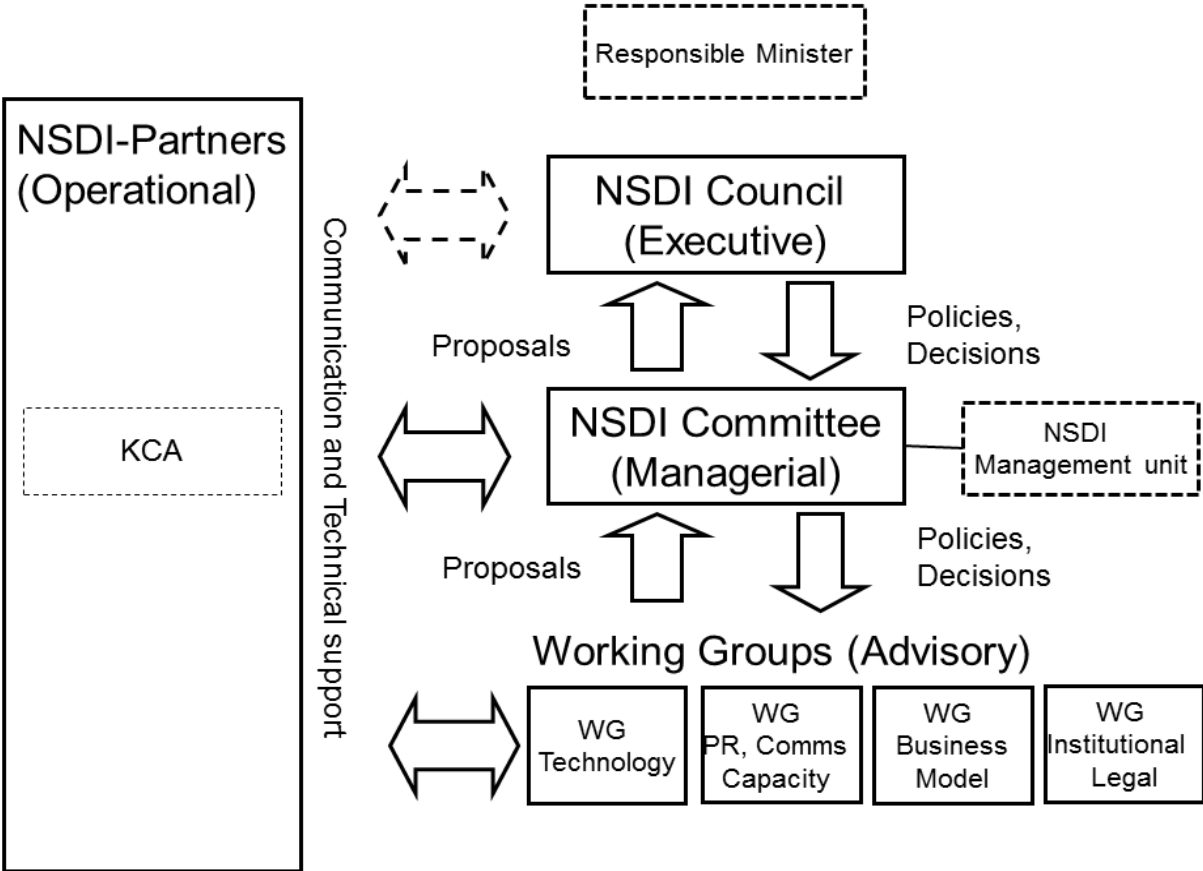 Responsible Minister
NSDI-Partners
(Operational)
Communication and Technical support
KCA
NSDI Council
(Executive)
Proposals
Policies,
Decisions
NSDI Committee
(Managerial)
NSDI
Management unit
Proposals
Policies,
Decisions
Working Groups (Advisory)
WG
Technology
WG
PR, Comms
Capacity
WG
Business
Model
WG
Institutional
Legal